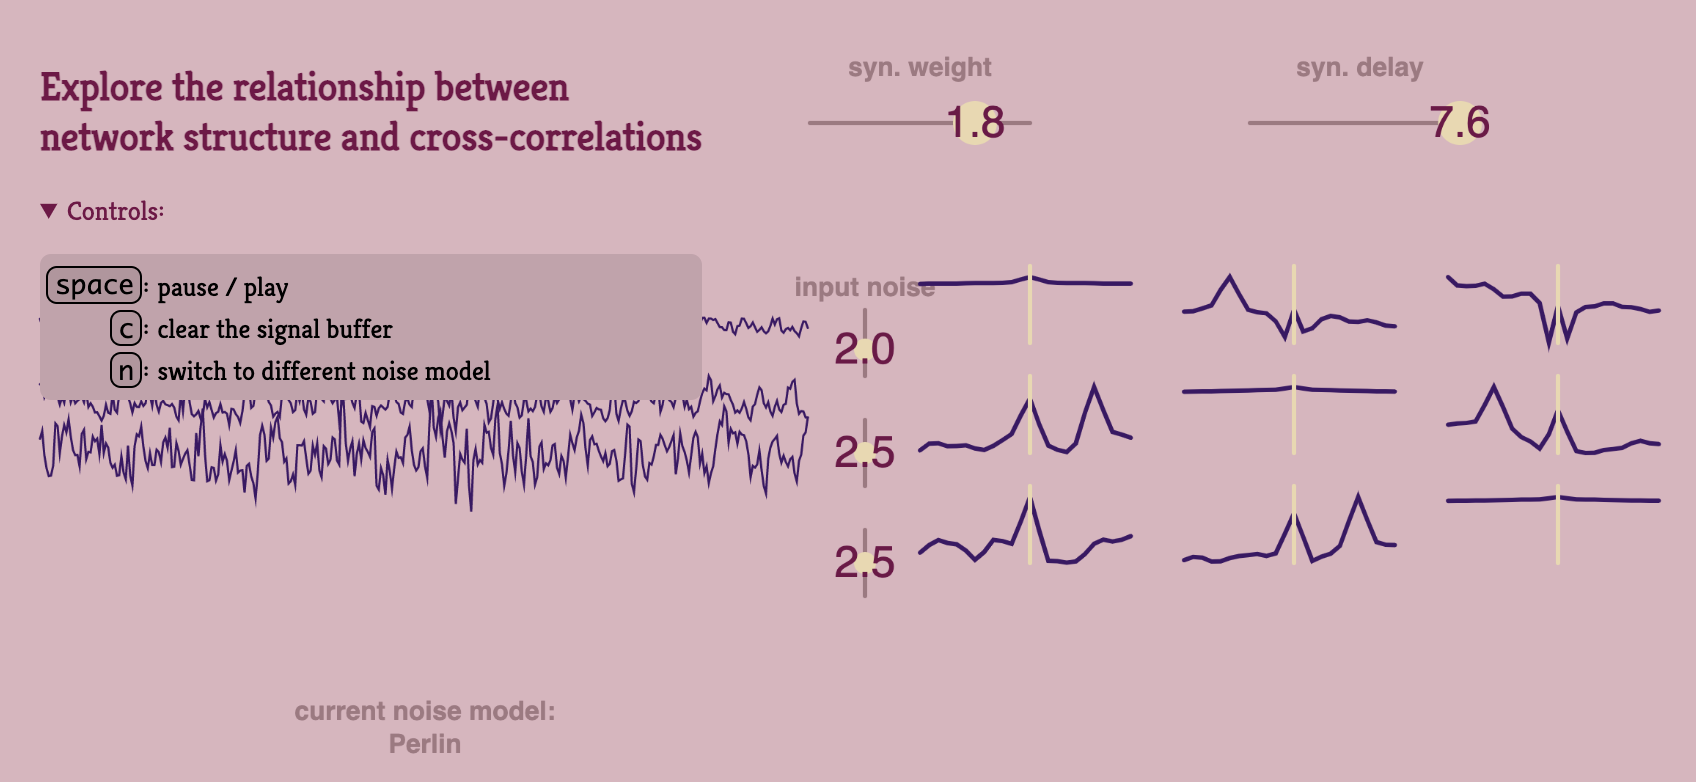 Explore the relationship between
network structure and cross-correlations
syn. weight
1.8
syn. delay
7.6
▼ Controls:
space: pause / play
c: clear the signal buffer
n: switch to different noise model
input noise
2.0
2.5
2.5
current noise model:
Perlin